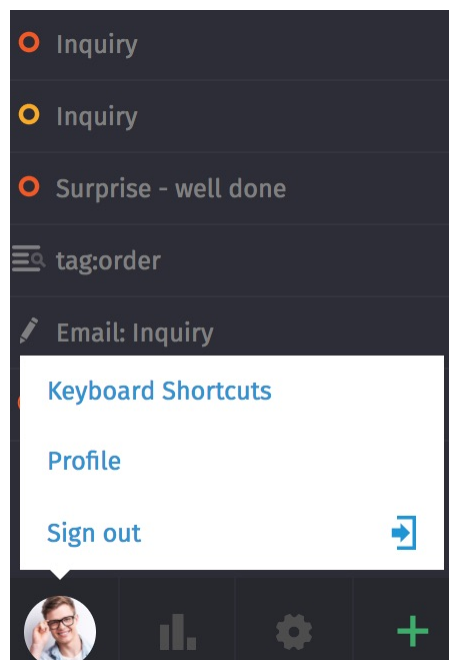 Inquiry
Inquiry
Surprise - well done
tag:order
Email: Inquiry
Keyboard Shortcuts
Profile
Sign out